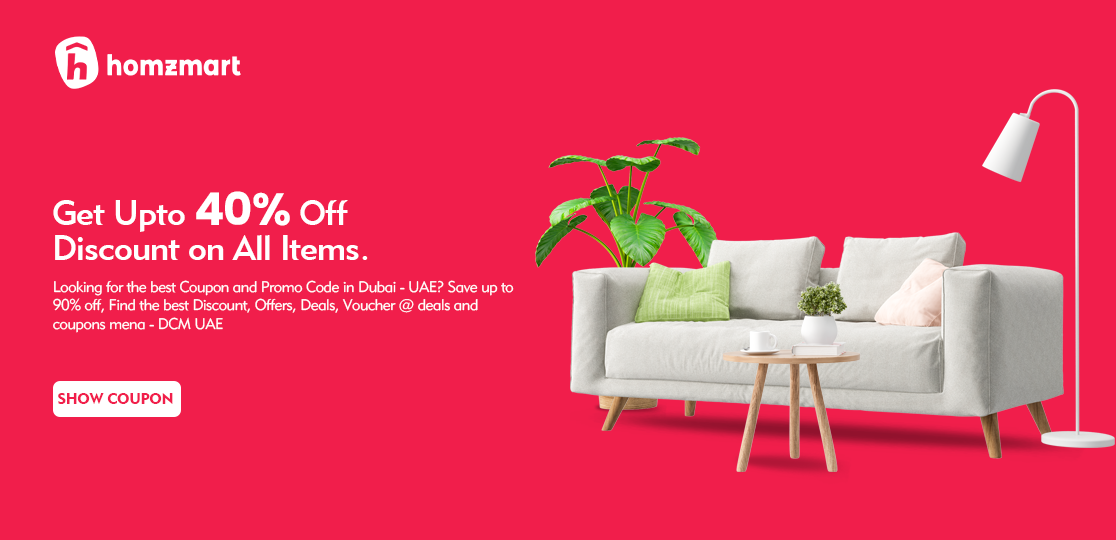 homzmart
Get Upto 40% Off
Discount on All Items.
Looking for the best Coupon and Promo Code in Dubai - UAE? Save up to
90% off, Find the best Discount, Offers, Deals, Voucher @ deals and
coupons mena - DCM UAE
SHOW COUPON